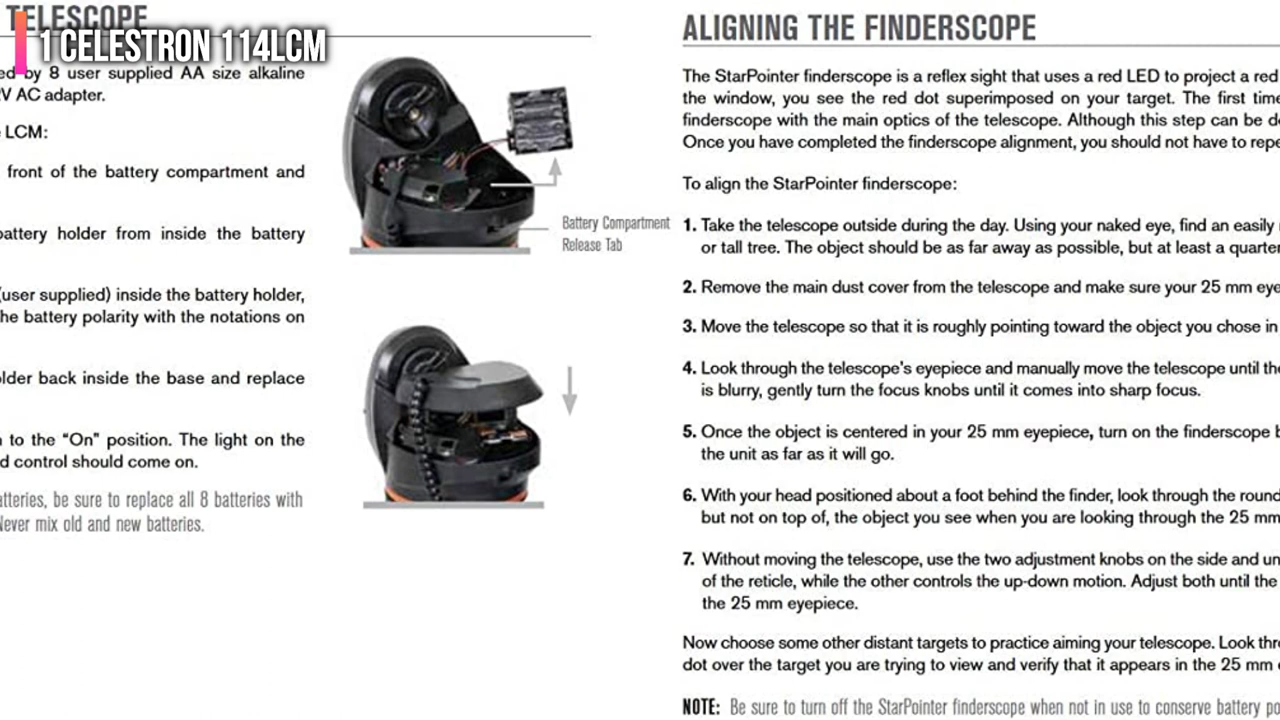 TELESCOPE
1 CELESTRON 114LCM
by 8 user supplied AA size alkaline
V AC adapter.
LCM:
front of the battery compartment and
battery holder from inside the battery
(user supplied) inside the battery holder,
he battery polarity with the notations on
older back inside the base and replace
to the “On” position. The light on the
d control should come on.
atteries, be sure to replace all 8 batteries with
Never mix old and new batteries.
Battery Compartment
Release Tab
ALIGNING THE FINDERSCOPE
The StarPointer finderscope is a reflex sight that uses a red LED to project a red
the window, you see the red dot superimposed on your target. The first time
finderscope with the main optics of the telescope. Although this step can be d
Once you have completed the finderscope alignment, you should not have to repe
To align the StarPointer finderscope:
1. Take the telescope outside during the day. Using your naked eye, find an easily
or tall tree. The object should be as far away as possible, but at least a quarter
2. Remove the main dust cover from the telescope and make sure your 25 mm eye
3. Move the telescope so that it is roughly pointing toward the object you chose in
4. Look through the telescope's eyepiece and manually move the telescope until the
is blurry, gently turn the focus knobs until it comes into sharp focus.
5. Once the object is centered in your 25 mm eyepiece, turn on the finderscope b
the unit as far as it will go.
6. With your head positioned about a foot behind the finder, look through the round
but not on top of, the object you see when you are looking through the 25 mm
7. Without moving the telescope, use the two adjustment knobs on the side and un
of the reticle, while the other controls the up-down motion. Adjust both until the
the 25 mm eyepiece.
Now choose some other distant targets to practice aiming your telescope. Look thr
dot over the target you are trying to view and verify that it appears in the 25 mm
NOTE: Be sure to turn off the StarPointer finderscope when not in use to conserve battery po